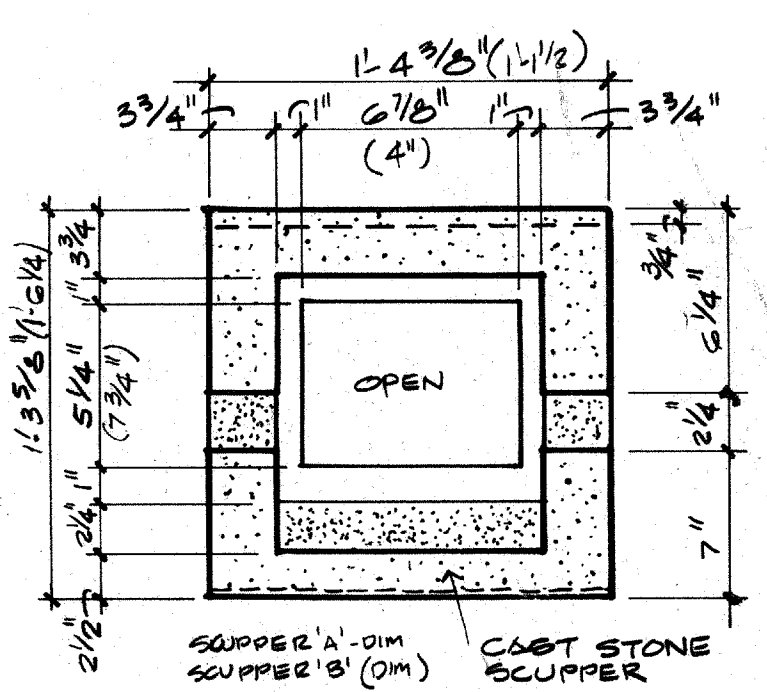 1'-4 3/8" (1'-1 1/2)
3 3/4" 1" 6 7/8" 1" 3 3/4"
(4")
1'-3 5/8" (1'-6 1/4)
3 3/4
1"
5 1/4"
(7 3/4")
1"
2 1/4"
2 1/2"
3/4"
6 1/4"
2 1/4"
7"
OPEN
SCUPPER 'A' - DIM
SCUPPER 'B' (DIM)
CAST STONE
SCUPPER